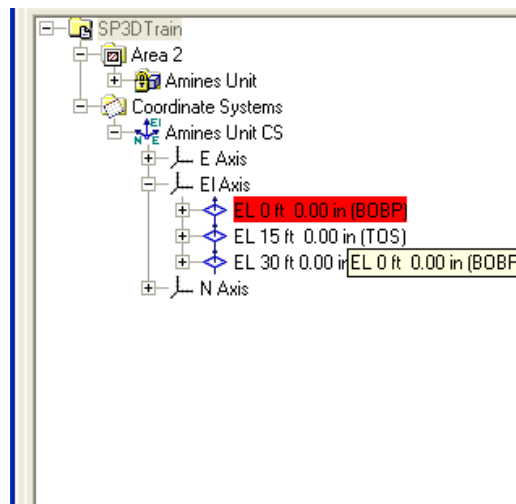 SP3DTrain
Area 2
Amines Unit
Coordinate Systems
El
N E
Amines Unit CS
E Axis
El Axis
EL 0 ft 0.00 in (BOBP)
EL 15 ft 0.00 in (TOS)
EL 30 ft 0.00 in
EL 0 ft 0.00 in (BOBP
N Axis